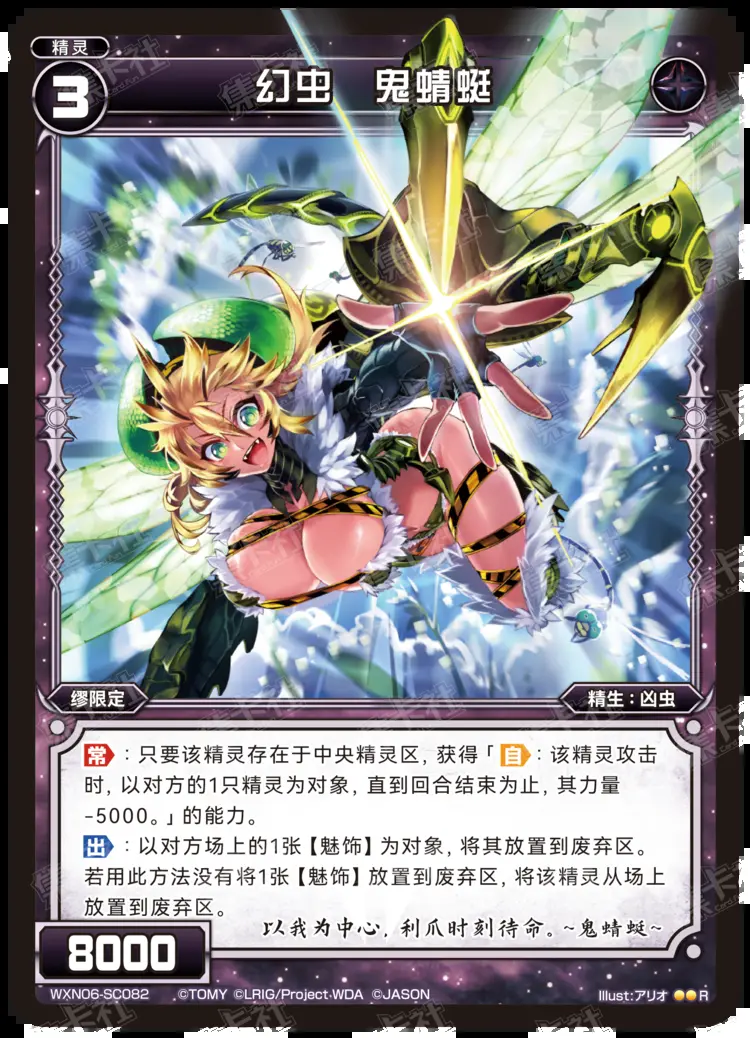 精灵
3
幻虫 鬼蜻蜓
缪限定
精生：凶虫
常：只要该精灵存在于中央精灵区, 获得「自：该精灵攻击
时, 以对方的1只精灵为对象, 直到回合结束为止, 其力量
-5000。」的能力。
出：以对方场上的1张【魅饰】为对象, 将其放置到废弃区。
若用此方法没有将1张【魅饰】放置到废弃区, 将该精灵从场上
放置到废弃区。
以我为中心, 利爪时刻待命。~鬼蜻蜓~
8000
WXN06-SC082 ©TOMY ©LRIG/Project-WDA ©JASON
Illust:アリオ R
集卡社